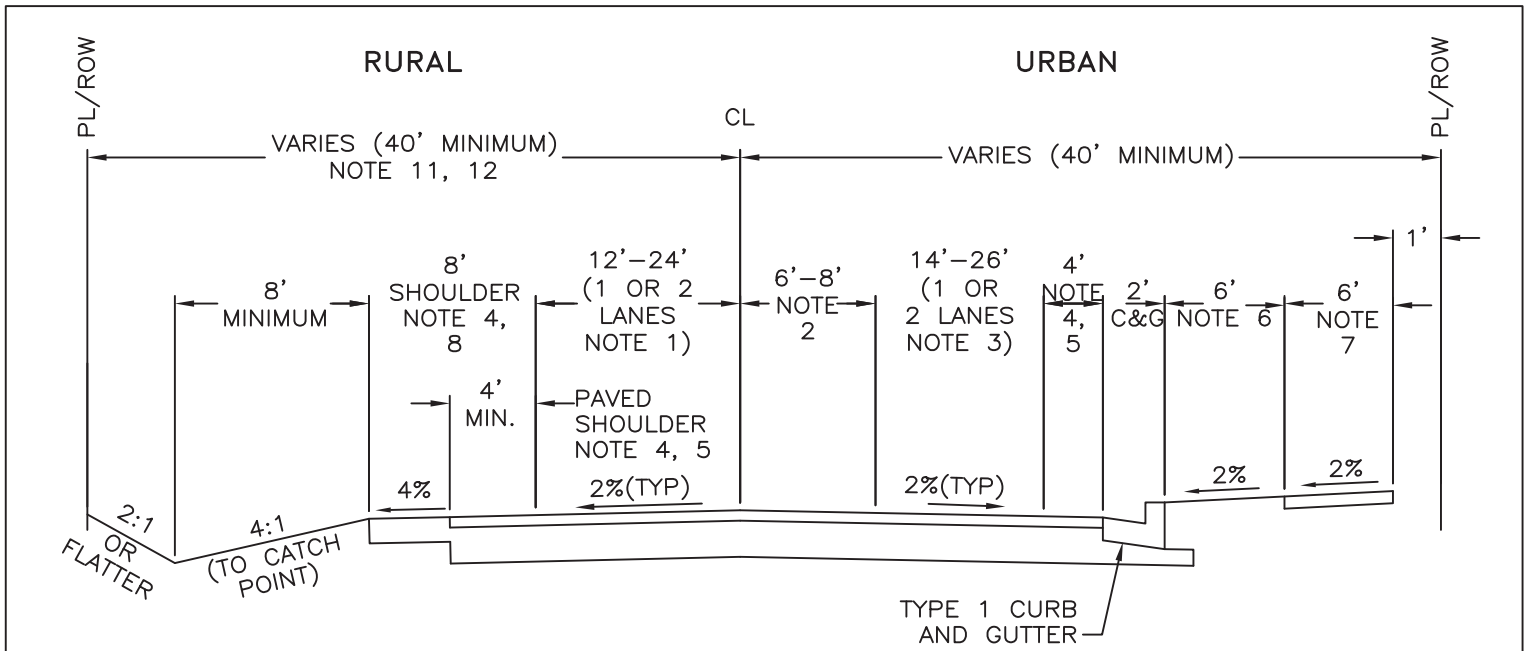 RURAL
URBAN
PL/ROW
PL/ROW
CL
VARIES (40' MINIMUM)
NOTE 11, 12
VARIES (40' MINIMUM)
1'
8'
MINIMUM
8'
SHOULDER
NOTE 4,
8
12'-24'
(1 OR 2
LANES
NOTE 1)
6'-8'
NOTE
2
14'-26'
(1 OR
2 LANES
NOTE 3)
4'
NOTE
4,
5
2'
C&G
6'
NOTE 6
6'
NOTE
7
4'
MIN.
PAVED
SHOULDER
NOTE 4, 5
4%
2%(TYP)
2%(TYP)
2%
2%
2:1
OR
FLATTER
4:1
(TO CATCH
POINT)
TYPE 1 CURB
AND GUTTER